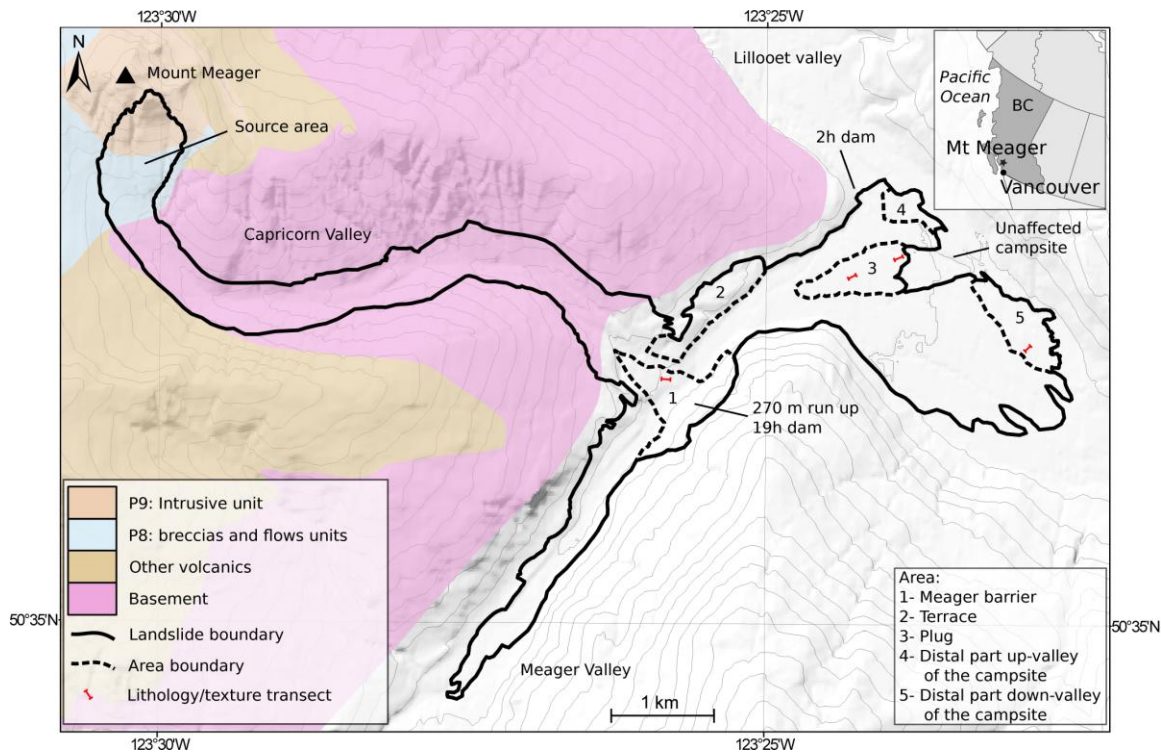 123°30'W
123°25'W
N
Mount Meager
Source area
Lillooet valley
Pacific
Ocean
BC
Mt Meager
Vancouver
2h dam
4
Unaffected
campsite
Capricorn Valley
3
2
5
1
270 m run up
19h dam
P9: Intrusive unit
P8: breccias and flows units
Other volcanics
Basement
Landslide boundary
Area boundary
Lithology/texture transect
50°35'N
50°35'N
Meager Valley
1 km
Area:
1- Meager barrier
2- Terrace
3- Plug
4- Distal part up-valley
of the campsite
5- Distal part down-valley
of the campsite
123°30'W
123°25'W